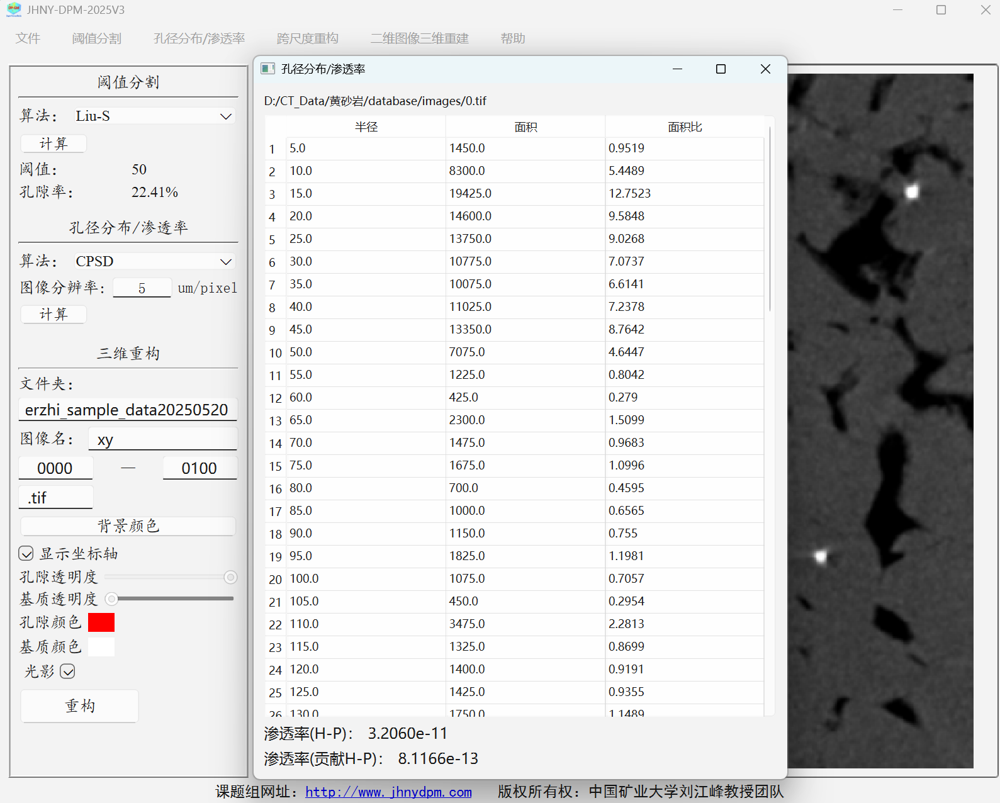 JHNY-DPM-2025V3
文件 阈值分割 孔径分布/渗透率 跨尺度重构 二维图像三维重建 帮助
阈值分割
算法： Liu-S
计算
阈值： 50
孔隙率： 22.41%
孔径分布/渗透率
算法： CPSD
图像分辨率： 5 um/pixel
计算
三维重构
文件夹：
erzhi_sample_data20250520
图像名： xy
0000 — 0100
.tif
背景颜色
显示坐标轴
孔隙透明度
基质透明度
孔隙颜色
基质颜色
光影
重构
孔径分布/渗透率
D:/CT_Data/黄砂岩/database/images/0.tif
半径 面积 面积比
1 5.0 1450.0 0.9519
2 10.0 8300.0 5.4489
3 15.0 19425.0 12.7523
4 20.0 14600.0 9.5848
5 25.0 13750.0 9.0268
6 30.0 10775.0 7.0737
7 35.0 10075.0 6.6141
8 40.0 11025.0 7.2378
9 45.0 13350.0 8.7642
10 50.0 7075.0 4.6447
11 55.0 1225.0 0.8042
12 60.0 425.0 0.279
13 65.0 2300.0 1.5099
14 70.0 1475.0 0.9683
15 75.0 1675.0 1.0996
16 80.0 700.0 0.4595
17 85.0 1000.0 0.6565
18 90.0 1150.0 0.755
19 95.0 1825.0 1.1981
20 100.0 1075.0 0.7057
21 105.0 450.0 0.2954
22 110.0 3475.0 2.2813
23 115.0 1325.0 0.8699
24 120.0 1400.0 0.9191
25 125.0 1425.0 0.9355
26 130.0 1750.0 1.1489
渗透率(H-P)： 3.2060e-11
渗透率(贡献H-P)： 8.1166e-13
课题组网址：http://www.jhnydpm.com 版权所有权：中国矿业大学刘江峰教授团队